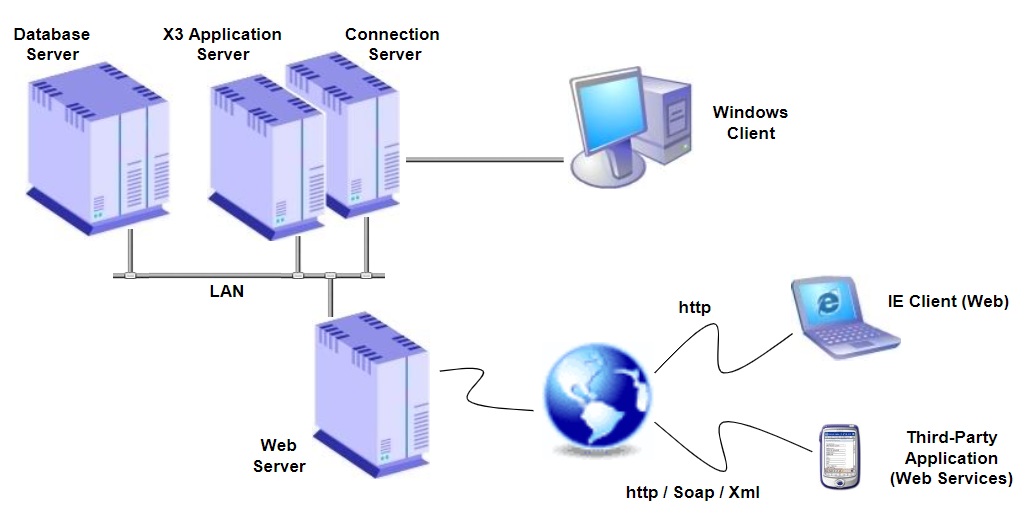 Database
Server
X3 Application
Server
Connection
Server
Windows
Client
LAN
http
IE Client (Web)
Web
Server
http / Soap / Xml
Third-Party
Application
(Web Services)